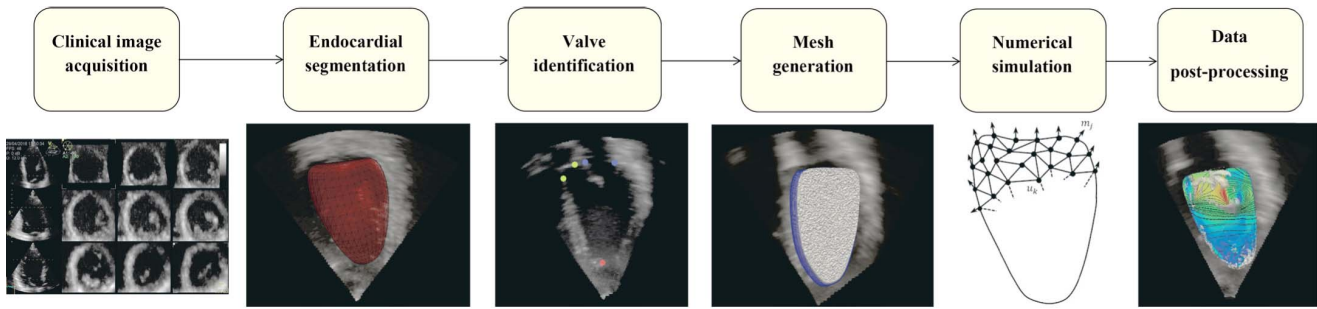 Clinical image
acquisition
Endocardial
segmentation
Valve
identification
Mesh
generation
Numerical
simulation
Data
post-processing
m_j
u_k